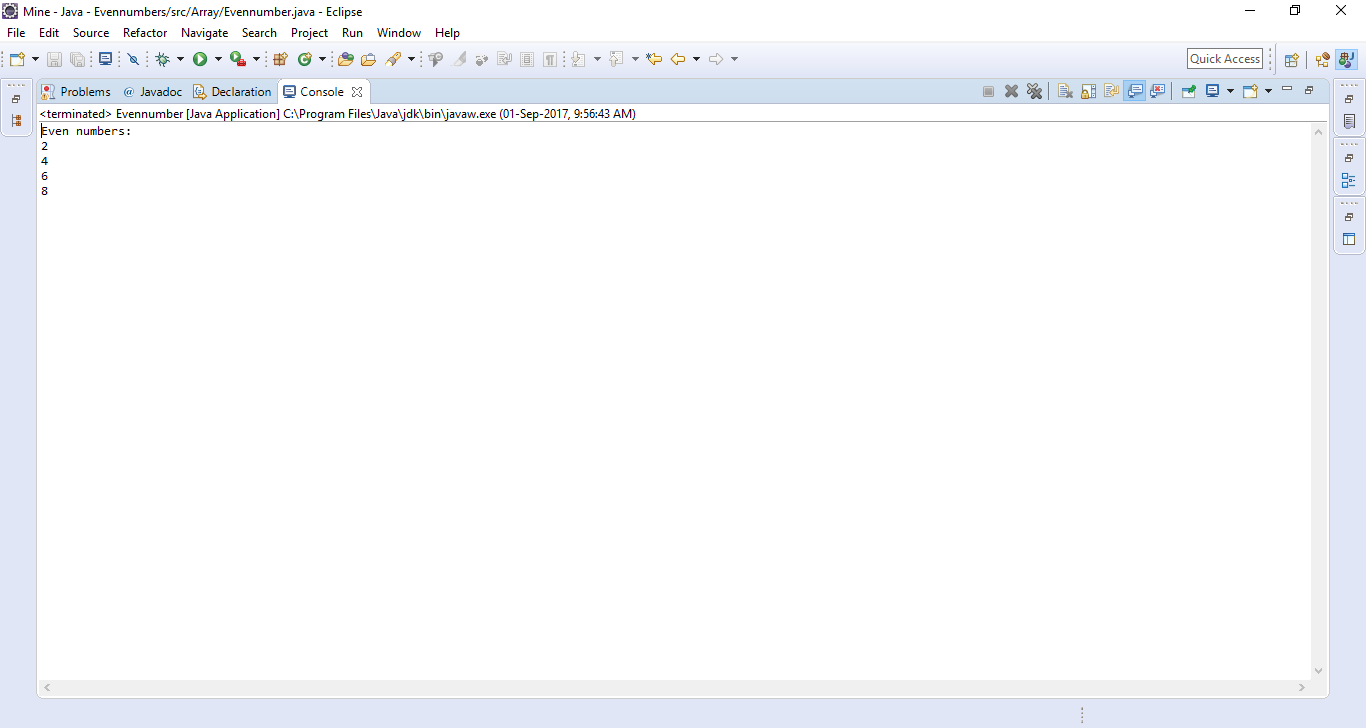 Mine - Java - Evennumbers/src/Array/Evennumber.java - Eclipse
File Edit Source Refactor Navigate Search Project Run Window Help
Quick Access
Problems @ Javadoc Declaration Console
<terminated> Evennumber [Java Application] C:\Program Files\Java\jdk\bin\javaw.exe (01-Sep-2017, 9:56:43 AM)
Even numbers:
2
4
6
8